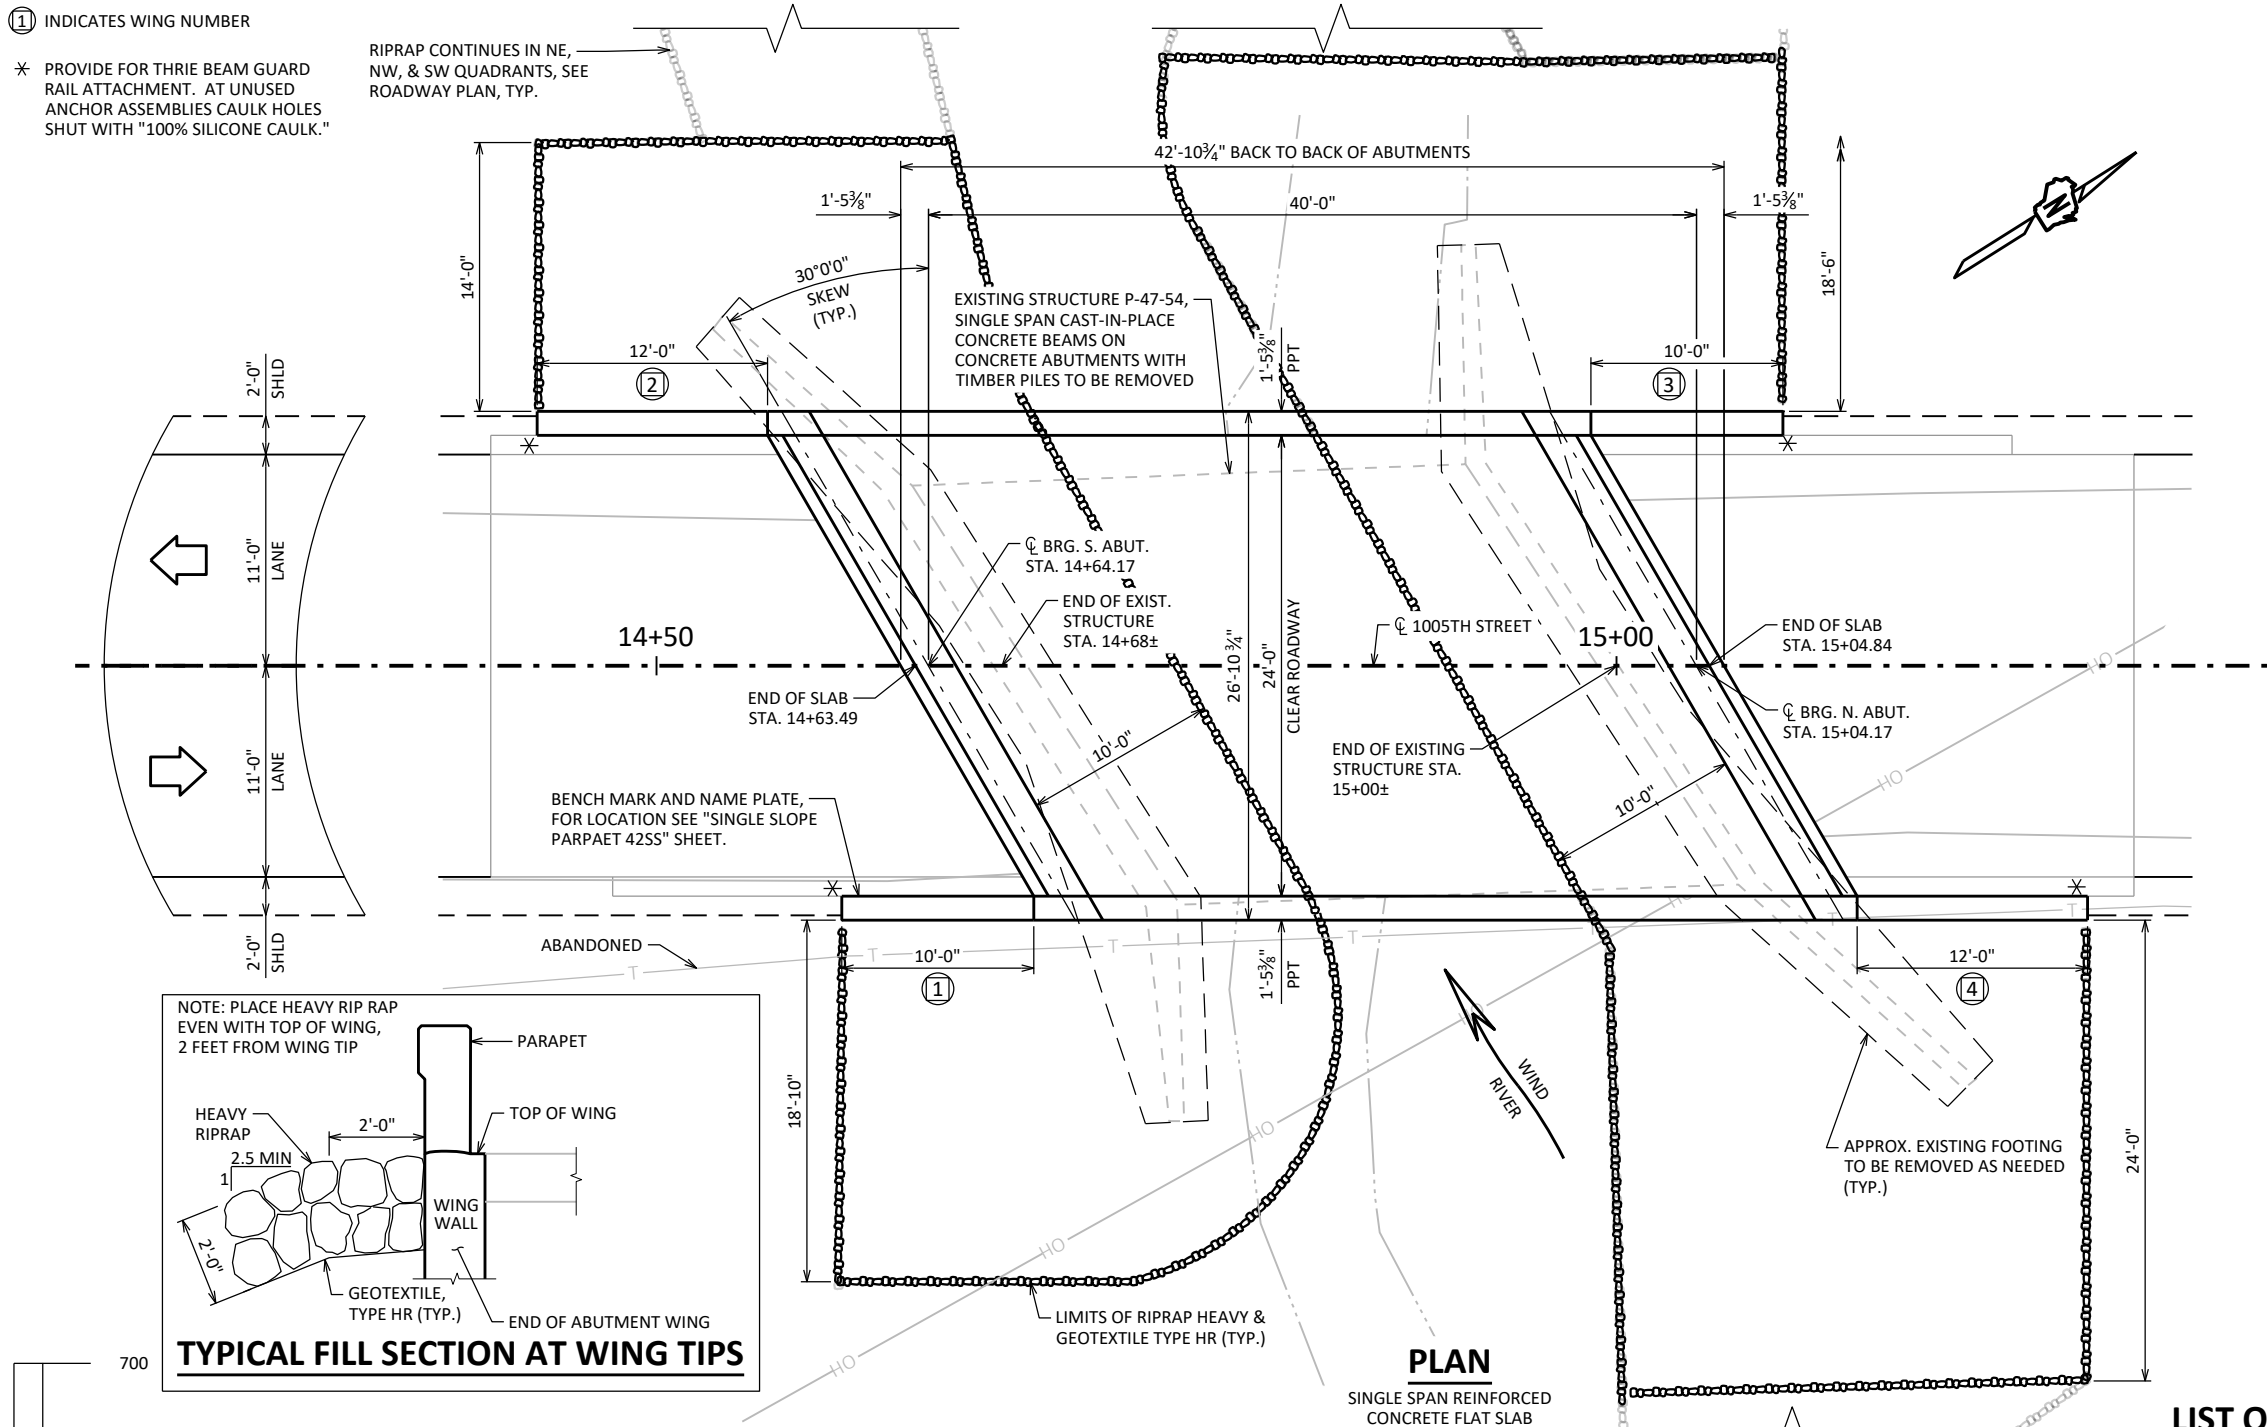 1 INDICATES WING NUMBER
* PROVIDE FOR THRIE BEAM GUARD
RAIL ATTACHMENT. AT UNUSED
ANCHOR ASSEMBLIES CAULK HOLES
SHUT WITH "100% SILICONE CAULK."
RIPRAP CONTINUES IN NE,
NW, & SW QUADRANTS, SEE
ROADWAY PLAN, TYP.
42'-10¾" BACK TO BACK OF ABUTMENTS
1'-5⅜"
40'-0"
1'-5⅜"
N
14'-0"
18'-6"
30°0'0"
SKEW
(TYP.)
EXISTING STRUCTURE P-47-54,
SINGLE SPAN CAST-IN-PLACE
CONCRETE BEAMS ON
CONCRETE ABUTMENTS WITH
TIMBER PILES TO BE REMOVED
1'-5⅜"
PPT
12'-0"
2
10'-0"
3
2'-0"
SHLD
11'-0"
LANE
11'-0"
LANE
2'-0"
SHLD
*
*
℄ BRG. S. ABUT.
STA. 14+64.17
END OF EXIST.
STRUCTURE
STA. 14+68±
14+50
26'-10 ¾"
24'-0"
CLEAR ROADWAY
℄ 1005TH STREET
15+00
END OF SLAB
STA. 15+04.84
END OF SLAB
STA. 14+63.49
℄ BRG. N. ABUT.
STA. 15+04.17
10'-0"
END OF EXISTING
STRUCTURE STA.
15+00±
10'-0"
HO
HO
HO
BENCH MARK AND NAME PLATE,
FOR LOCATION SEE "SINGLE SLOPE
PARPAET 42SS" SHEET.
*
*
ABANDONED
T
T
T
T
T
T
T
10'-0"
1
1'-5⅜"
PPT
12'-0"
4
WIND
RIVER
HO
HO
HO
HO
18'-10"
24'-0"
APPROX. EXISTING FOOTING
TO BE REMOVED AS NEEDED
(TYP.)
LIMITS OF RIPRAP HEAVY &
GEOTEXTILE TYPE HR (TYP.)
NOTE: PLACE HEAVY RIP RAP
EVEN WITH TOP OF WING,
2 FEET FROM WING TIP
PARAPET
HEAVY
RIPRAP
2'-0"
TOP OF WING
2.5 MIN
1
WING
WALL
2'-0"
GEOTEXTILE,
TYPE HR (TYP.)
END OF ABUTMENT WING
TYPICAL FILL SECTION AT WING TIPS
700
PLAN
SINGLE SPAN REINFORCED
CONCRETE FLAT SLAB
LIST O